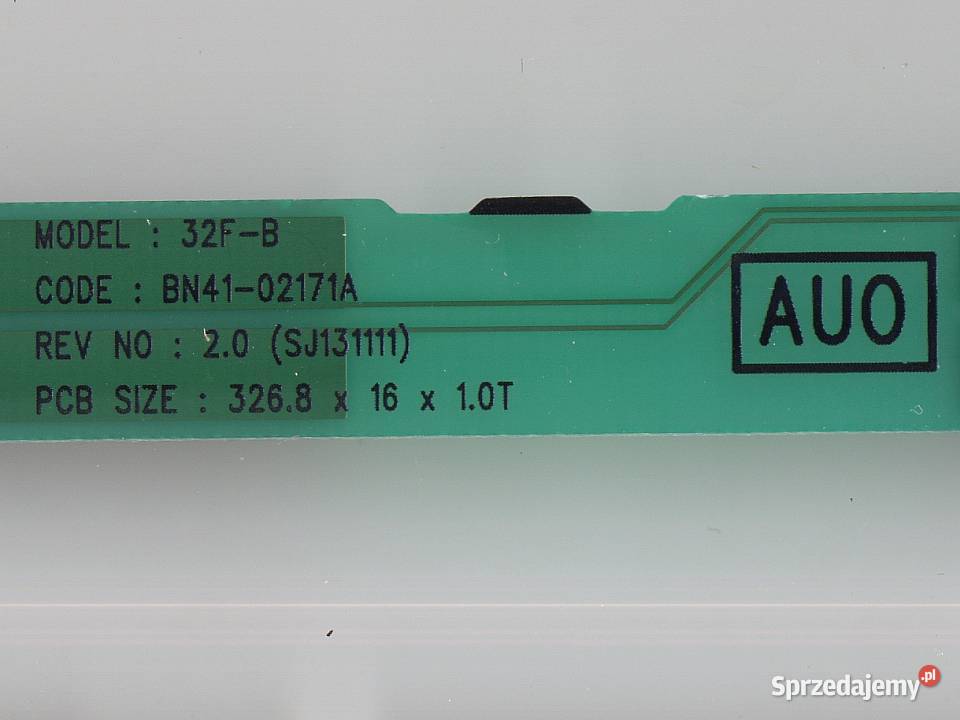 MODEL : 32F-B
CODE : BN41-02171A
REV NO : 2.0 (SJ131111)
PCB SIZE : 326.8 x 16 x 1.0T
AUO
Sprzedajemy.pl